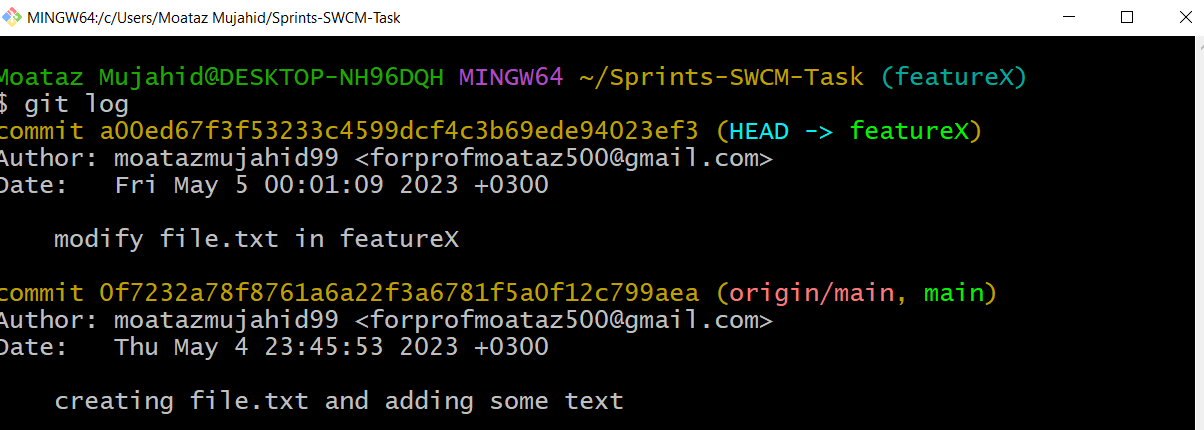 MINGW64:/c/Users/Moataz Mujahid/Sprints-SWCM-Task
Moataz Mujahid@DESKTOP-NH96DQH MINGW64 ~/Sprints-SWCM-Task (featureX)
$ git log
commit a00ed67f3f53233c4599dcf4c3b69ede94023ef3 (HEAD -> featureX)
Author: moatazmujahid99 <forprofmoataz500@gmail.com>
Date:   Fri May 5 00:01:09 2023 +0300
    modify file.txt in featureX
commit 0f7232a78f8761a6a22f3a6781f5a0f12c799aea (origin/main, main)
Author: moatazmujahid99 <forprofmoataz500@gmail.com>
Date:   Thu May 4 23:45:53 2023 +0300
    creating file.txt and adding some text